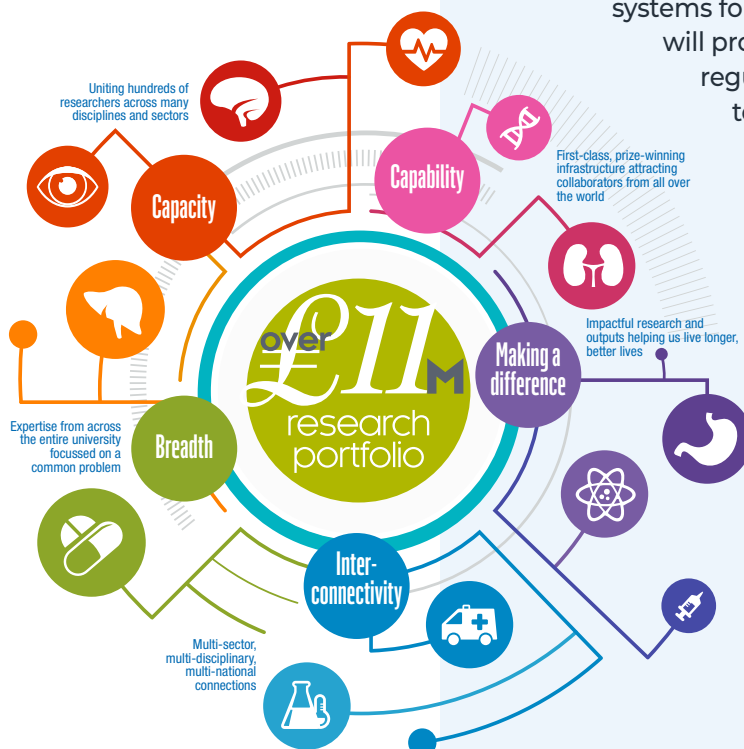 systems fo
will pro
regu
te
Uniting hundreds of
researchers across many
disciplines and sectors
Capacity
Capability
First-class, prize-winning
infrastructure attracting
collaborators from all over
the world
over
£11M
research
portfolio
Making a
difference
Impactful research and
outputs helping us live longer,
better lives
Expertise from across
the entire university
focussed on a
common problem
Breadth
Inter-
connectivity
Multi-sector,
multi-disciplinary,
multi-national
connections